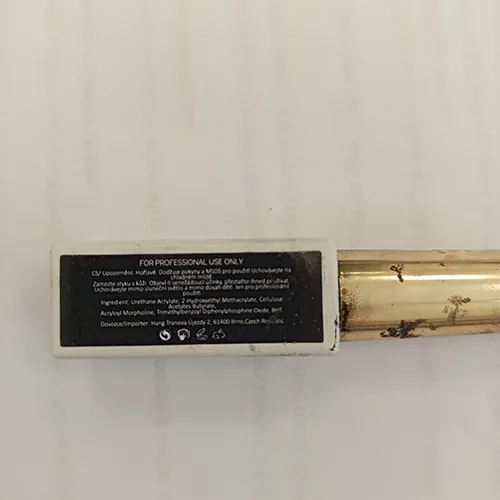 FOR PROFESSIONAL USE ONLY
CS/ Upozornění: Hořlavé. Dodržuje pokyny a MSDS pro použití Uchovávejte na
chladném místě.
Zamezte styku s kůží. Objeví-li se nežádoucí účinky, přestaňte ihned používat.
Uchovávejte mimo sluneční světlo a mimo dosah dětí. Jen pro profesionální
použití
Ingredient: Urethane Acrylate, 2-Hydroxyethyl Methacrylate, Cellulose
Acetates Butyrate,
Acryloyl Morpholine, Trimethylbenzoyl Diphenylphosphine Oxide, BHT.
Dovozce/Importer: Hang Tranova Ujezdy 2, 61400 Brno,Czech Republic